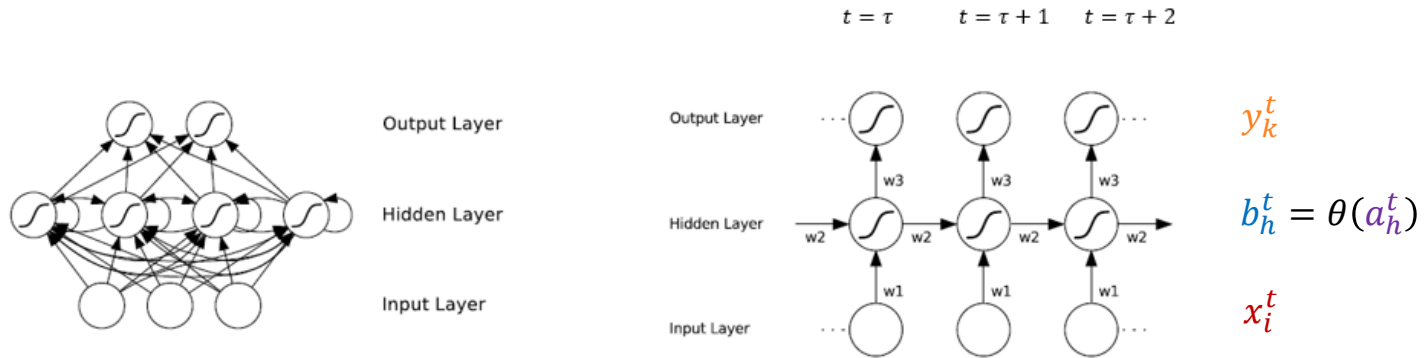 t = τ t = τ + 1 t = τ + 2
Output Layer
Hidden Layer
Input Layer
Output Layer ... ... y_k^t
w3 w3 w3
Hidden Layer b_h^t = θ(a_h^t)
w2 w2 w2 w2
w1 w1 w1
Input Layer ... ... x_i^t